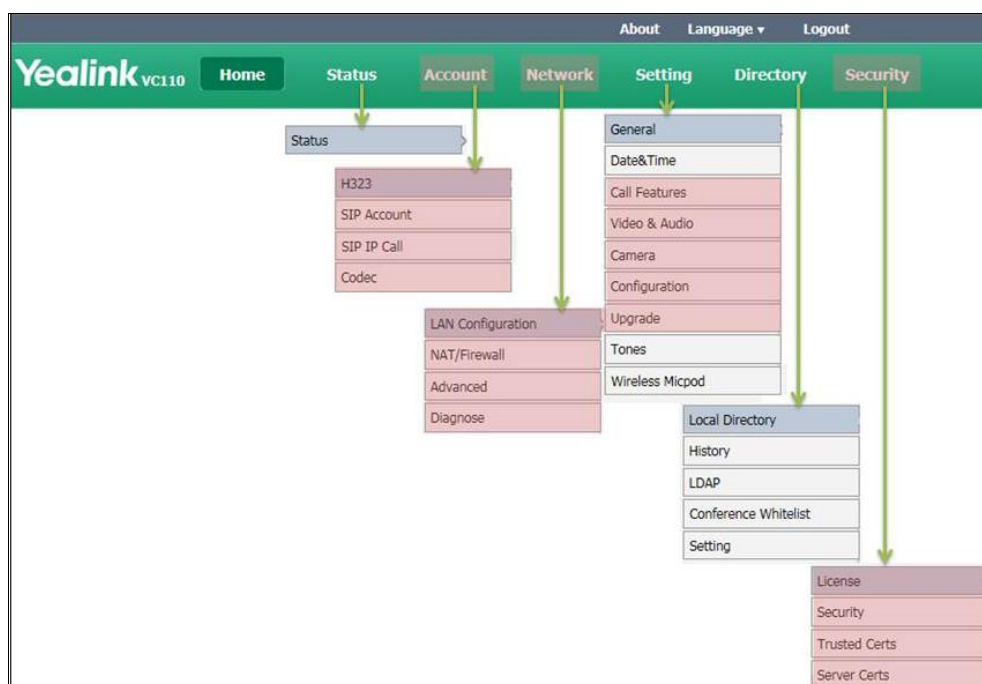 About Language ▾ Logout
Yealink VC110 Home Status Account Network Setting Directory Security
Status
H323
SIP Account
SIP IP Call
Codec
LAN Configuration
NAT/Firewall
Advanced
Diagnose
General
Date&Time
Call Features
Video & Audio
Camera
Configuration
Upgrade
Tones
Wireless Micpod
Local Directory
History
LDAP
Conference Whitelist
Setting
License
Security
Trusted Certs
Server Certs